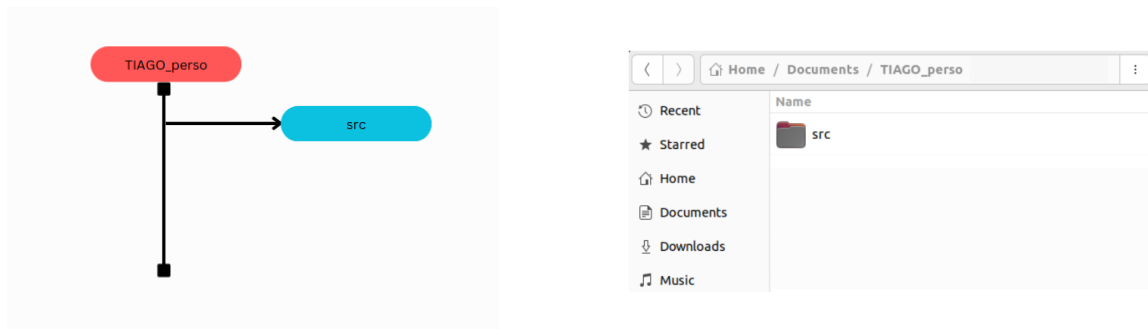 TIAGO_perso
src
Home / Documents / TIAGO_perso
Name
Recent
src
Starred
Home
Documents
Downloads
Music